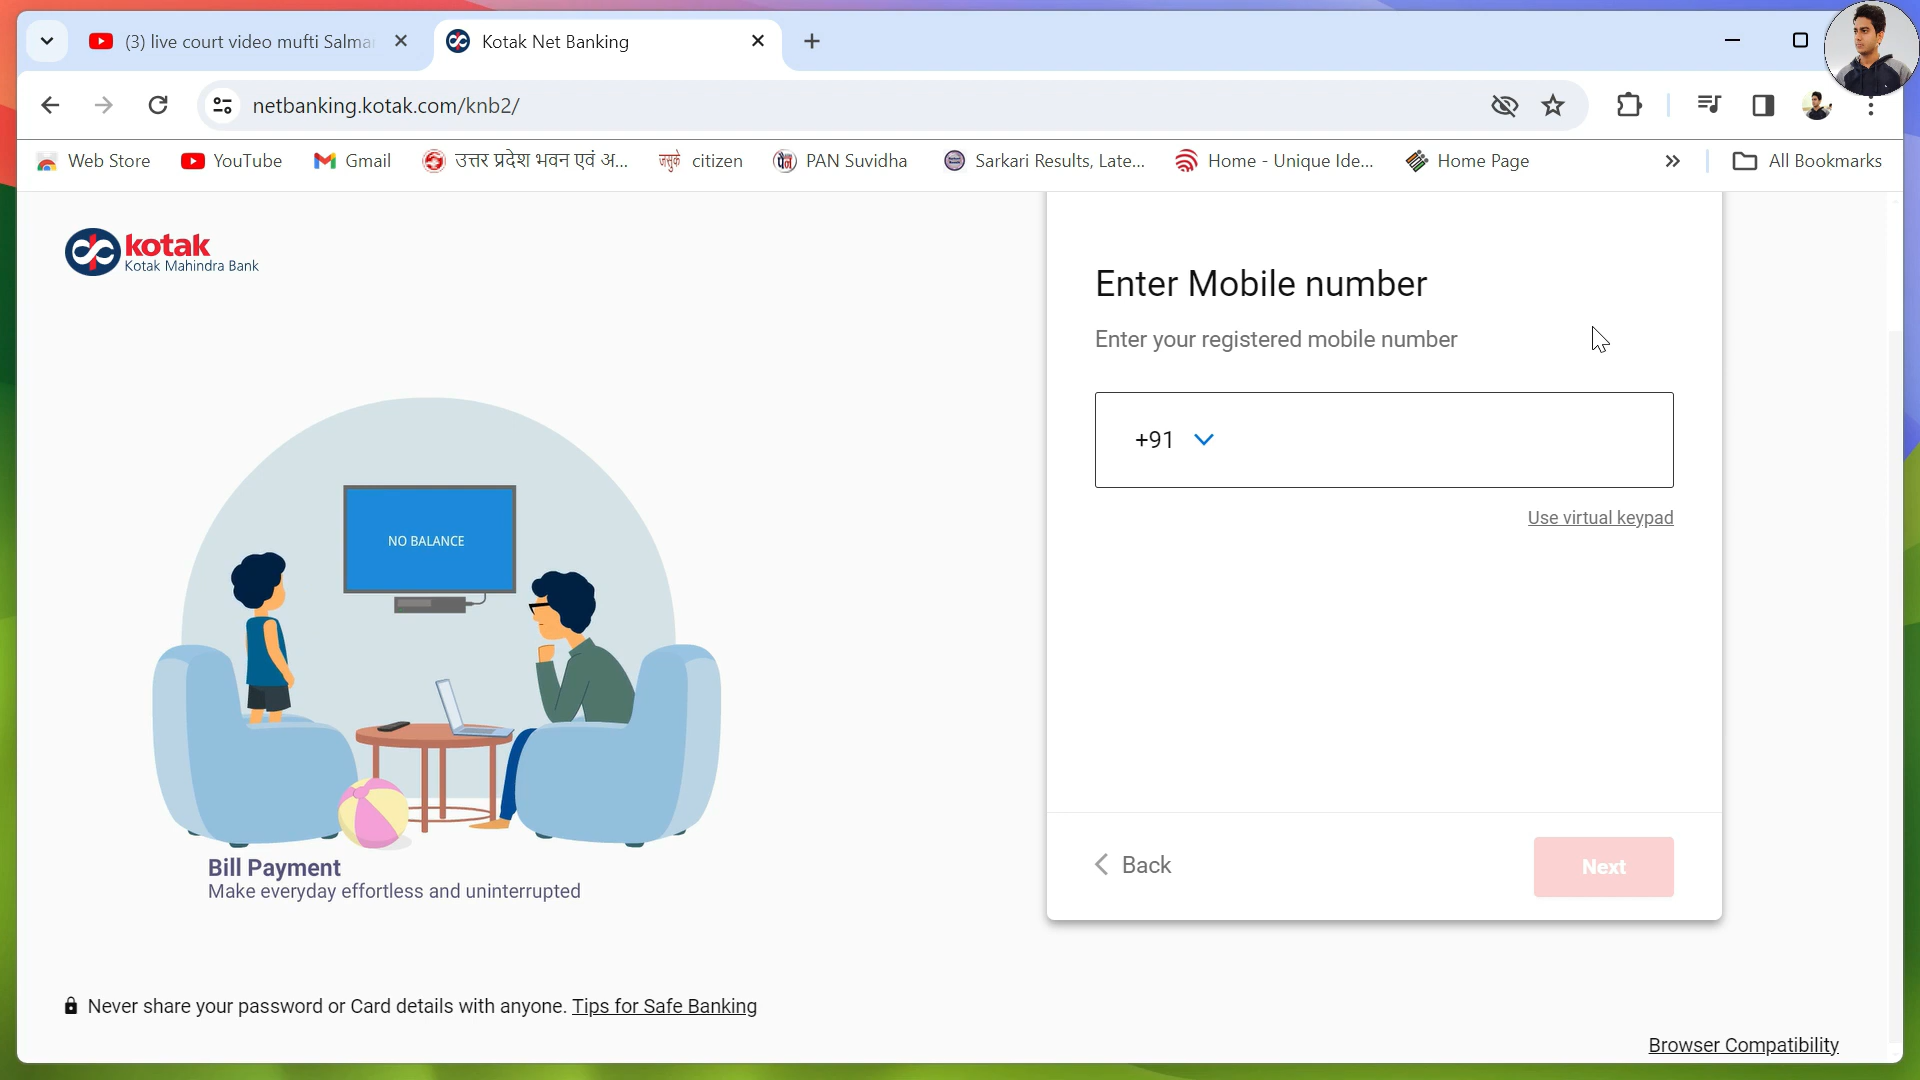 (3) live court video mufti Salma
Kotak Net Banking
netbanking.kotak.com/knb2/
Web Store
YouTube
Gmail
उत्तर प्रदेश भवन एवं अ...
जसुके
citizen
PAN Suvidha
Sarkari Results, Late...
Home - Unique Ide...
Home Page
All Bookmarks
kotak
Kotak Mahindra Bank
Enter Mobile number
Enter your registered mobile number
+91
Use virtual keypad
NO BALANCE
Bill Payment
Make everyday effortless and uninterrupted
Back
Next
Never share your password or Card details with anyone. Tips for Safe Banking
Browser Compatibility